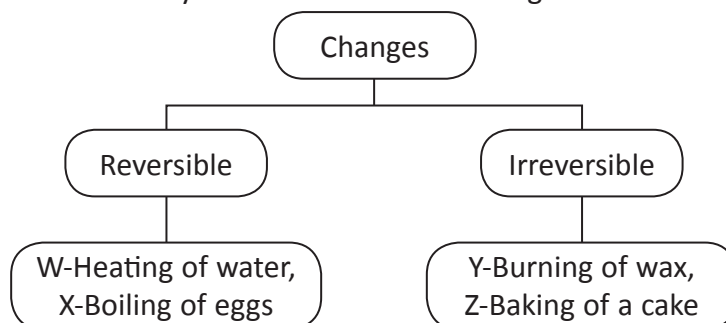 Changes
Reversible
Irreversible
W-Heating of water,
X-Boiling of eggs
Y-Burning of wax,
Z-Baking of a cake